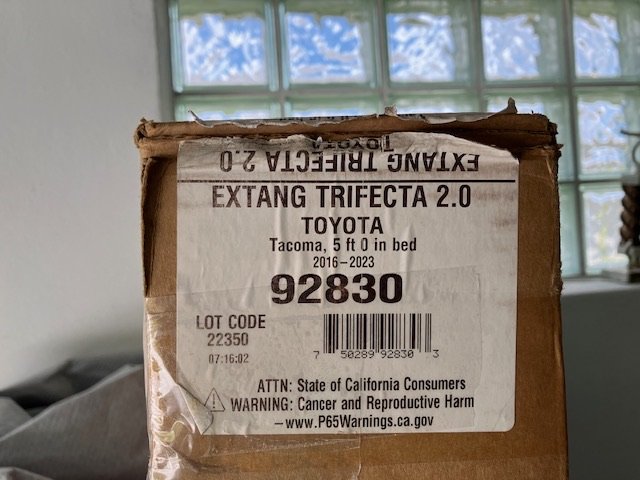 TOYOTA
EXTANG TRIFECTA 2.0
EXTANG TRIFECTA 2.0
TOYOTA
Tacoma, 5 ft 0 in bed
2016-2023
92830
LOT CODE
22350
07:16:02
7 50289 92830 3
ATTN: State of California Consumers
WARNING: Cancer and Reproductive Harm
-www.P65Warnings.ca.gov